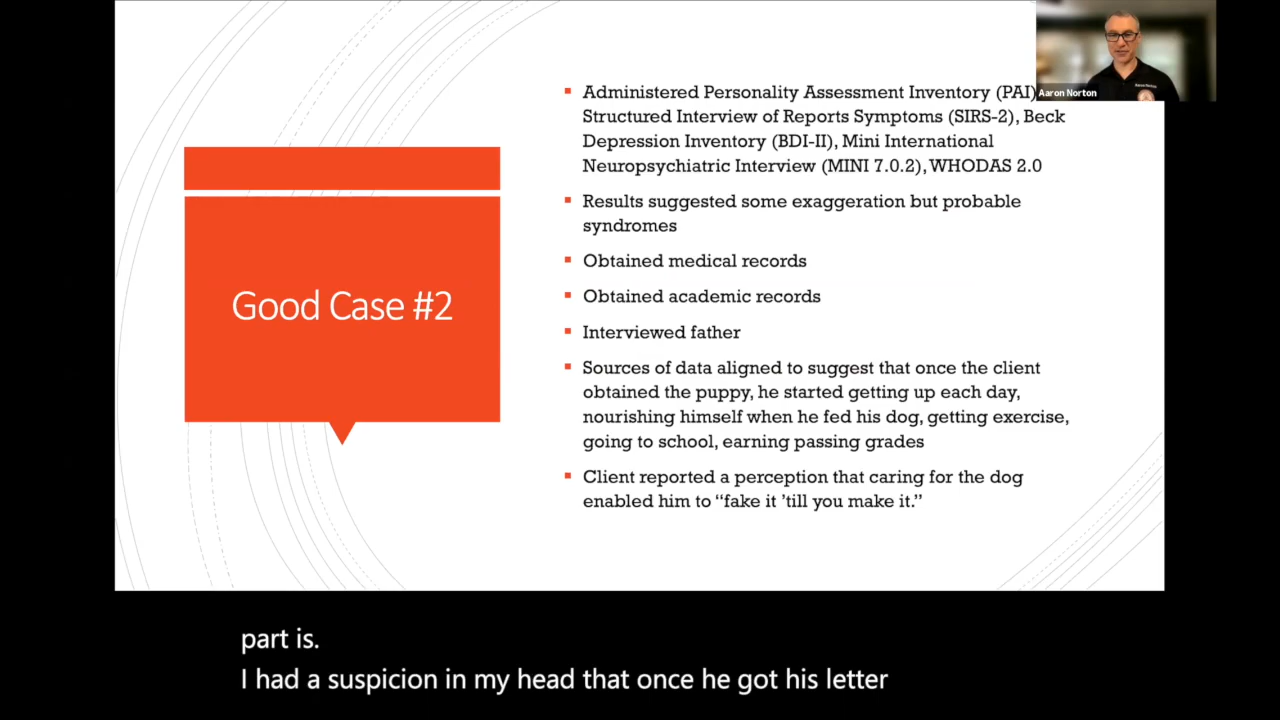 Good Case #2
Administered Personality Assessment Inventory (PAI)
Structured Interview of Reports Symptoms (SIRS-2), Beck
Depression Inventory (BDI-II), Mini International
Neuropsychiatric Interview (MINI 7.0.2), WHODAS 2.0
Results suggested some exaggeration but probable
syndromes
Obtained medical records
Obtained academic records
Interviewed father
Sources of data aligned to suggest that once the client
obtained the puppy, he started getting up each day,
nourishing himself when he fed his dog, getting exercise,
going to school, earning passing grades
Client reported a perception that caring for the dog
enabled him to “fake it ’till you make it.”
Aaron Norton
part is.
I had a suspicion in my head that once he got his letter